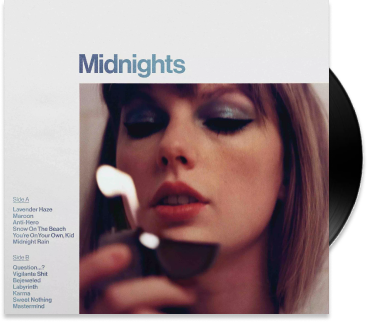 Midnights
Side A
Lavender Haze
Maroon
Anti-Hero
Snow On The Beach
You're On Your Own, Kid
Midnight Rain
Side B
Question...?
Vigilante Shit
Bejeweled
Labyrinth
Karma
Sweet Nothing
Mastermind